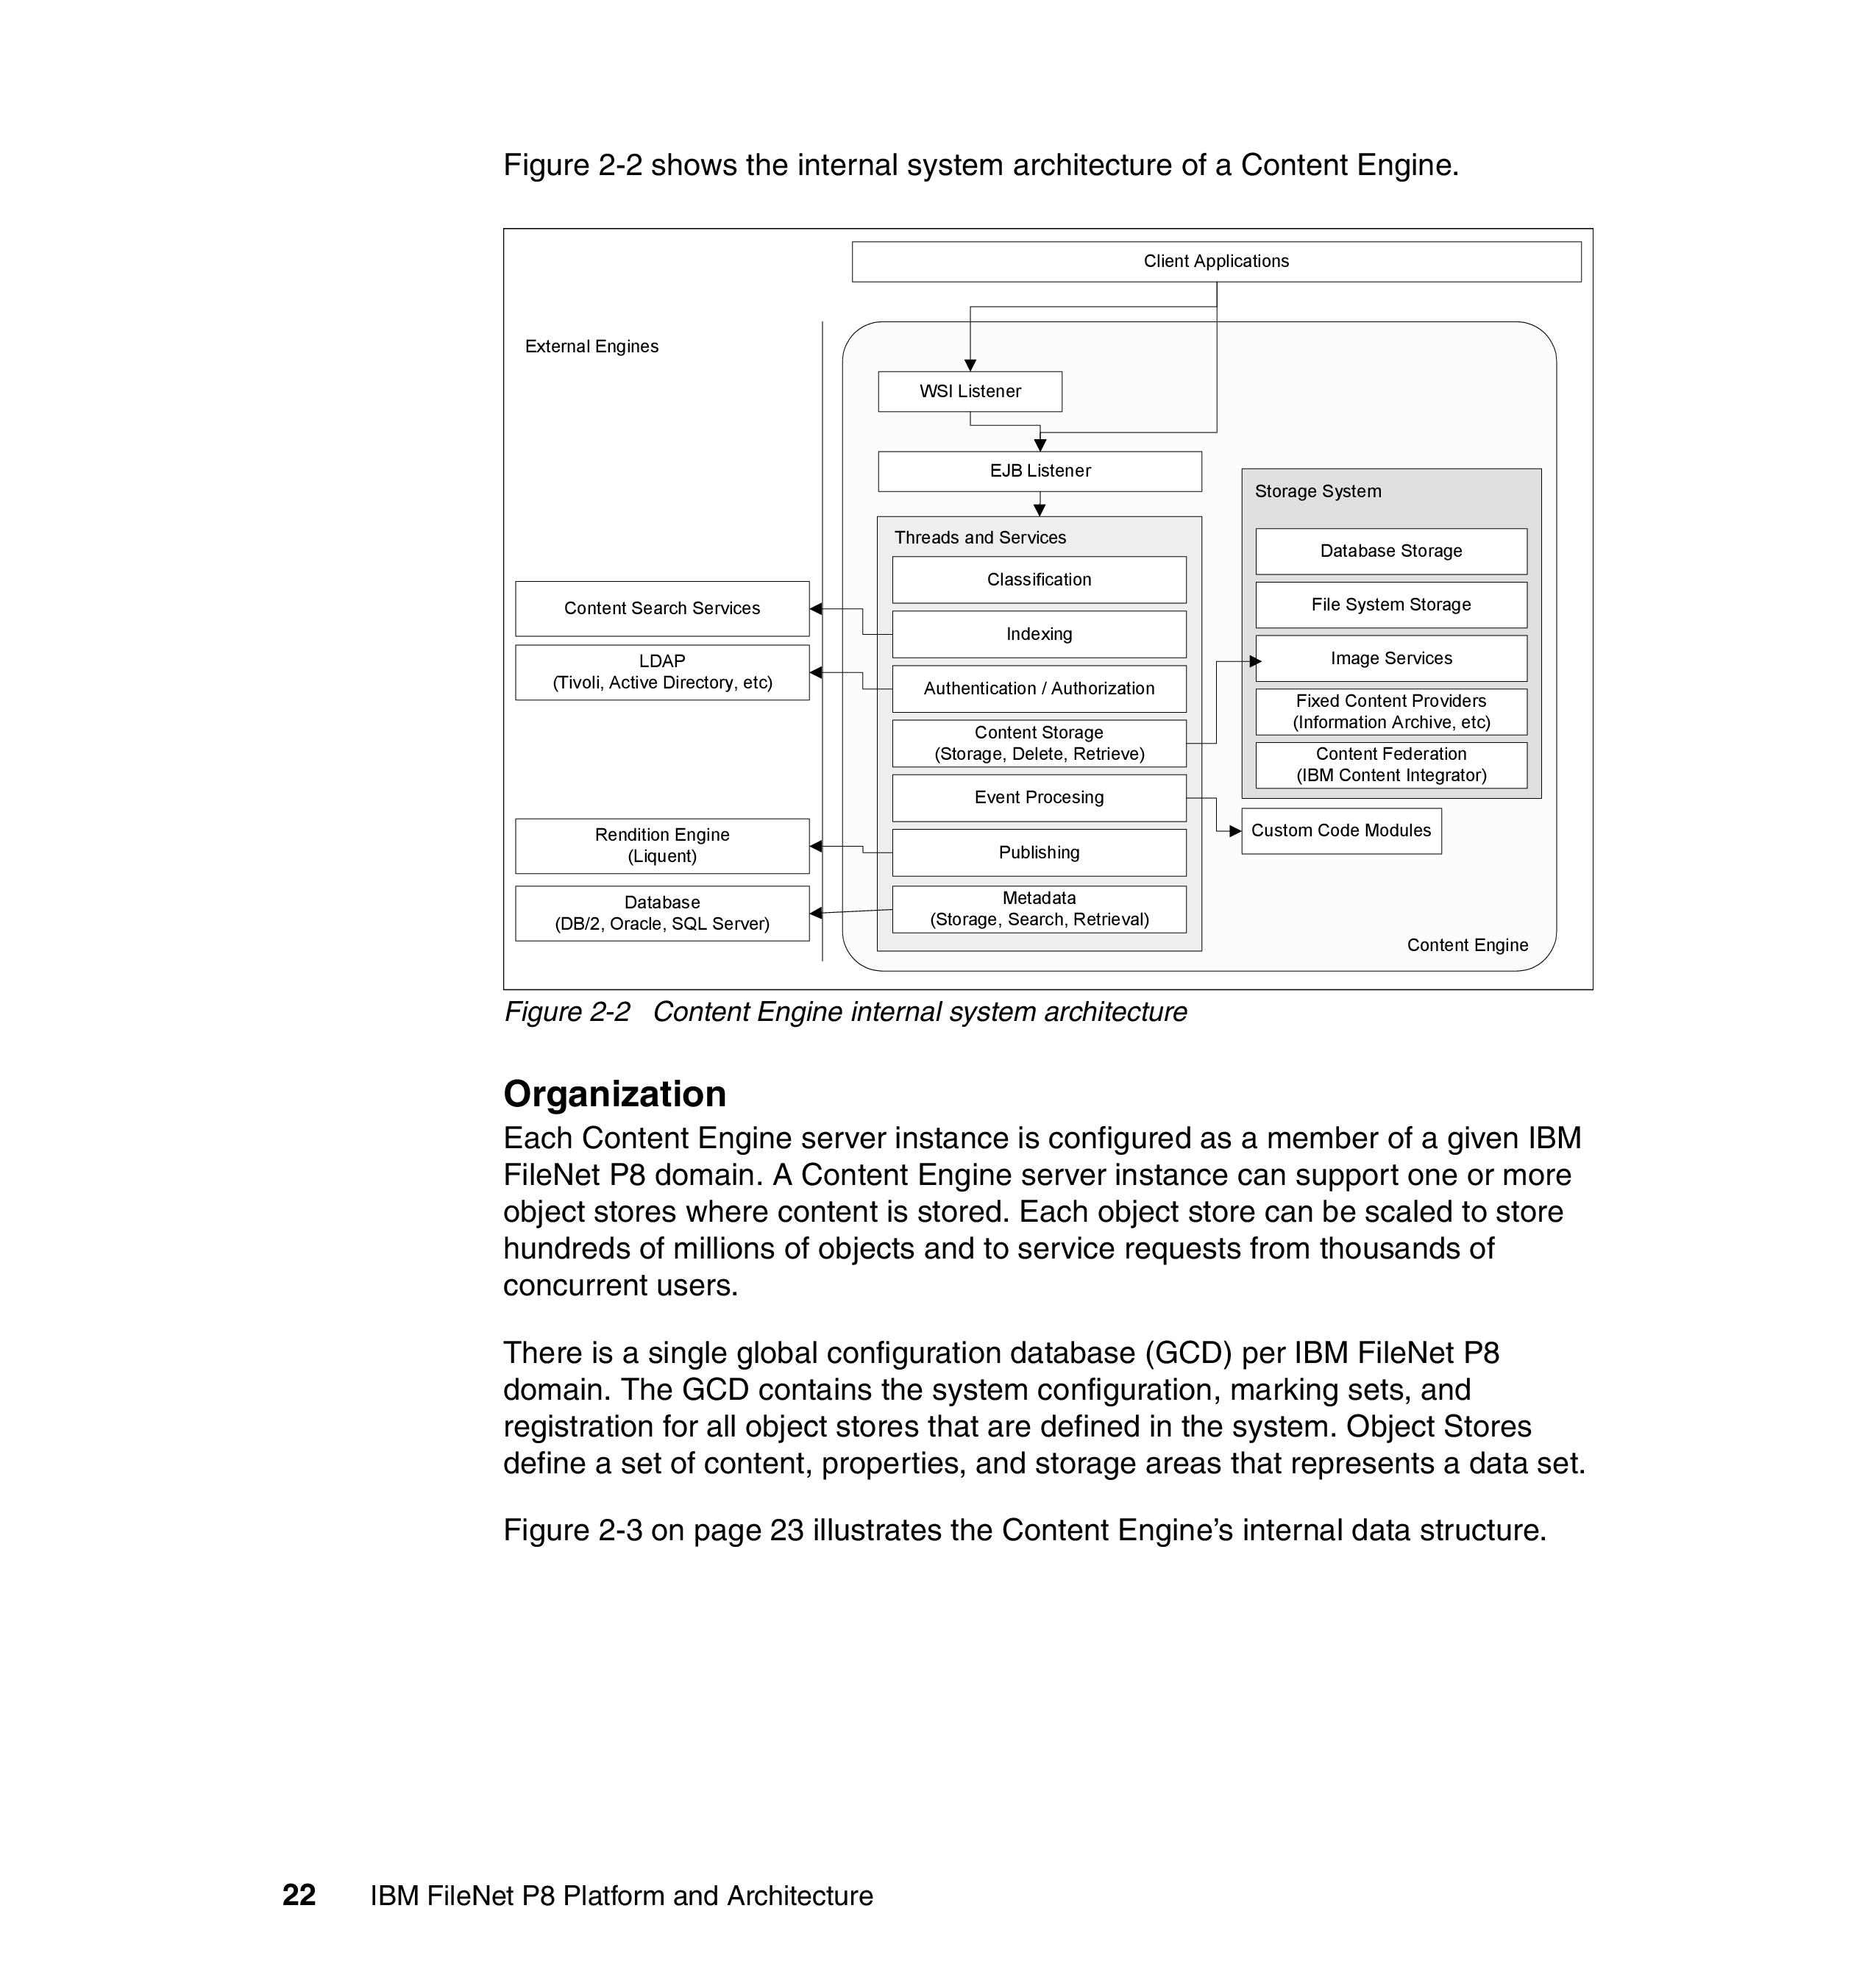 Figure 2-2 shows the internal system architecture of a Content Engine.
Client Applications
External Engines
WSI Listener
EJB Listener
Storage System
Threads and Services
Database Storage
Classification
File System Storage
Content Search Services
Indexing
Image Services
LDAP
(Tivoli, Active Directory, etc)
Authentication / Authorization
Fixed Content Providers
(Information Archive, etc)
Content Storage
(Storage, Delete, Retrieve)
Content Federation
(IBM Content Integrator)
Event Procesing
Custom Code Modules
Rendition Engine
(Liquent)
Publishing
Database
(DB/2, Oracle, SQL Server)
Metadata
(Storage, Search, Retrieval)
Content Engine
Figure 2-2 Content Engine internal system architecture
Organization
Each Content Engine server instance is configured as a member of a given IBM
FileNet P8 domain. A Content Engine server instance can support one or more
object stores where content is stored. Each object store can be scaled to store
hundreds of millions of objects and to service requests from thousands of
concurrent users.
There is a single global configuration database (GCD) per IBM FileNet P8
domain. The GCD contains the system configuration, marking sets, and
registration for all object stores that are defined in the system. Object Stores
define a set of content, properties, and storage areas that represents a data set.
Figure 2-3 on page 23 illustrates the Content Engine’s internal data structure.
22 IBM FileNet P8 Platform and Architecture